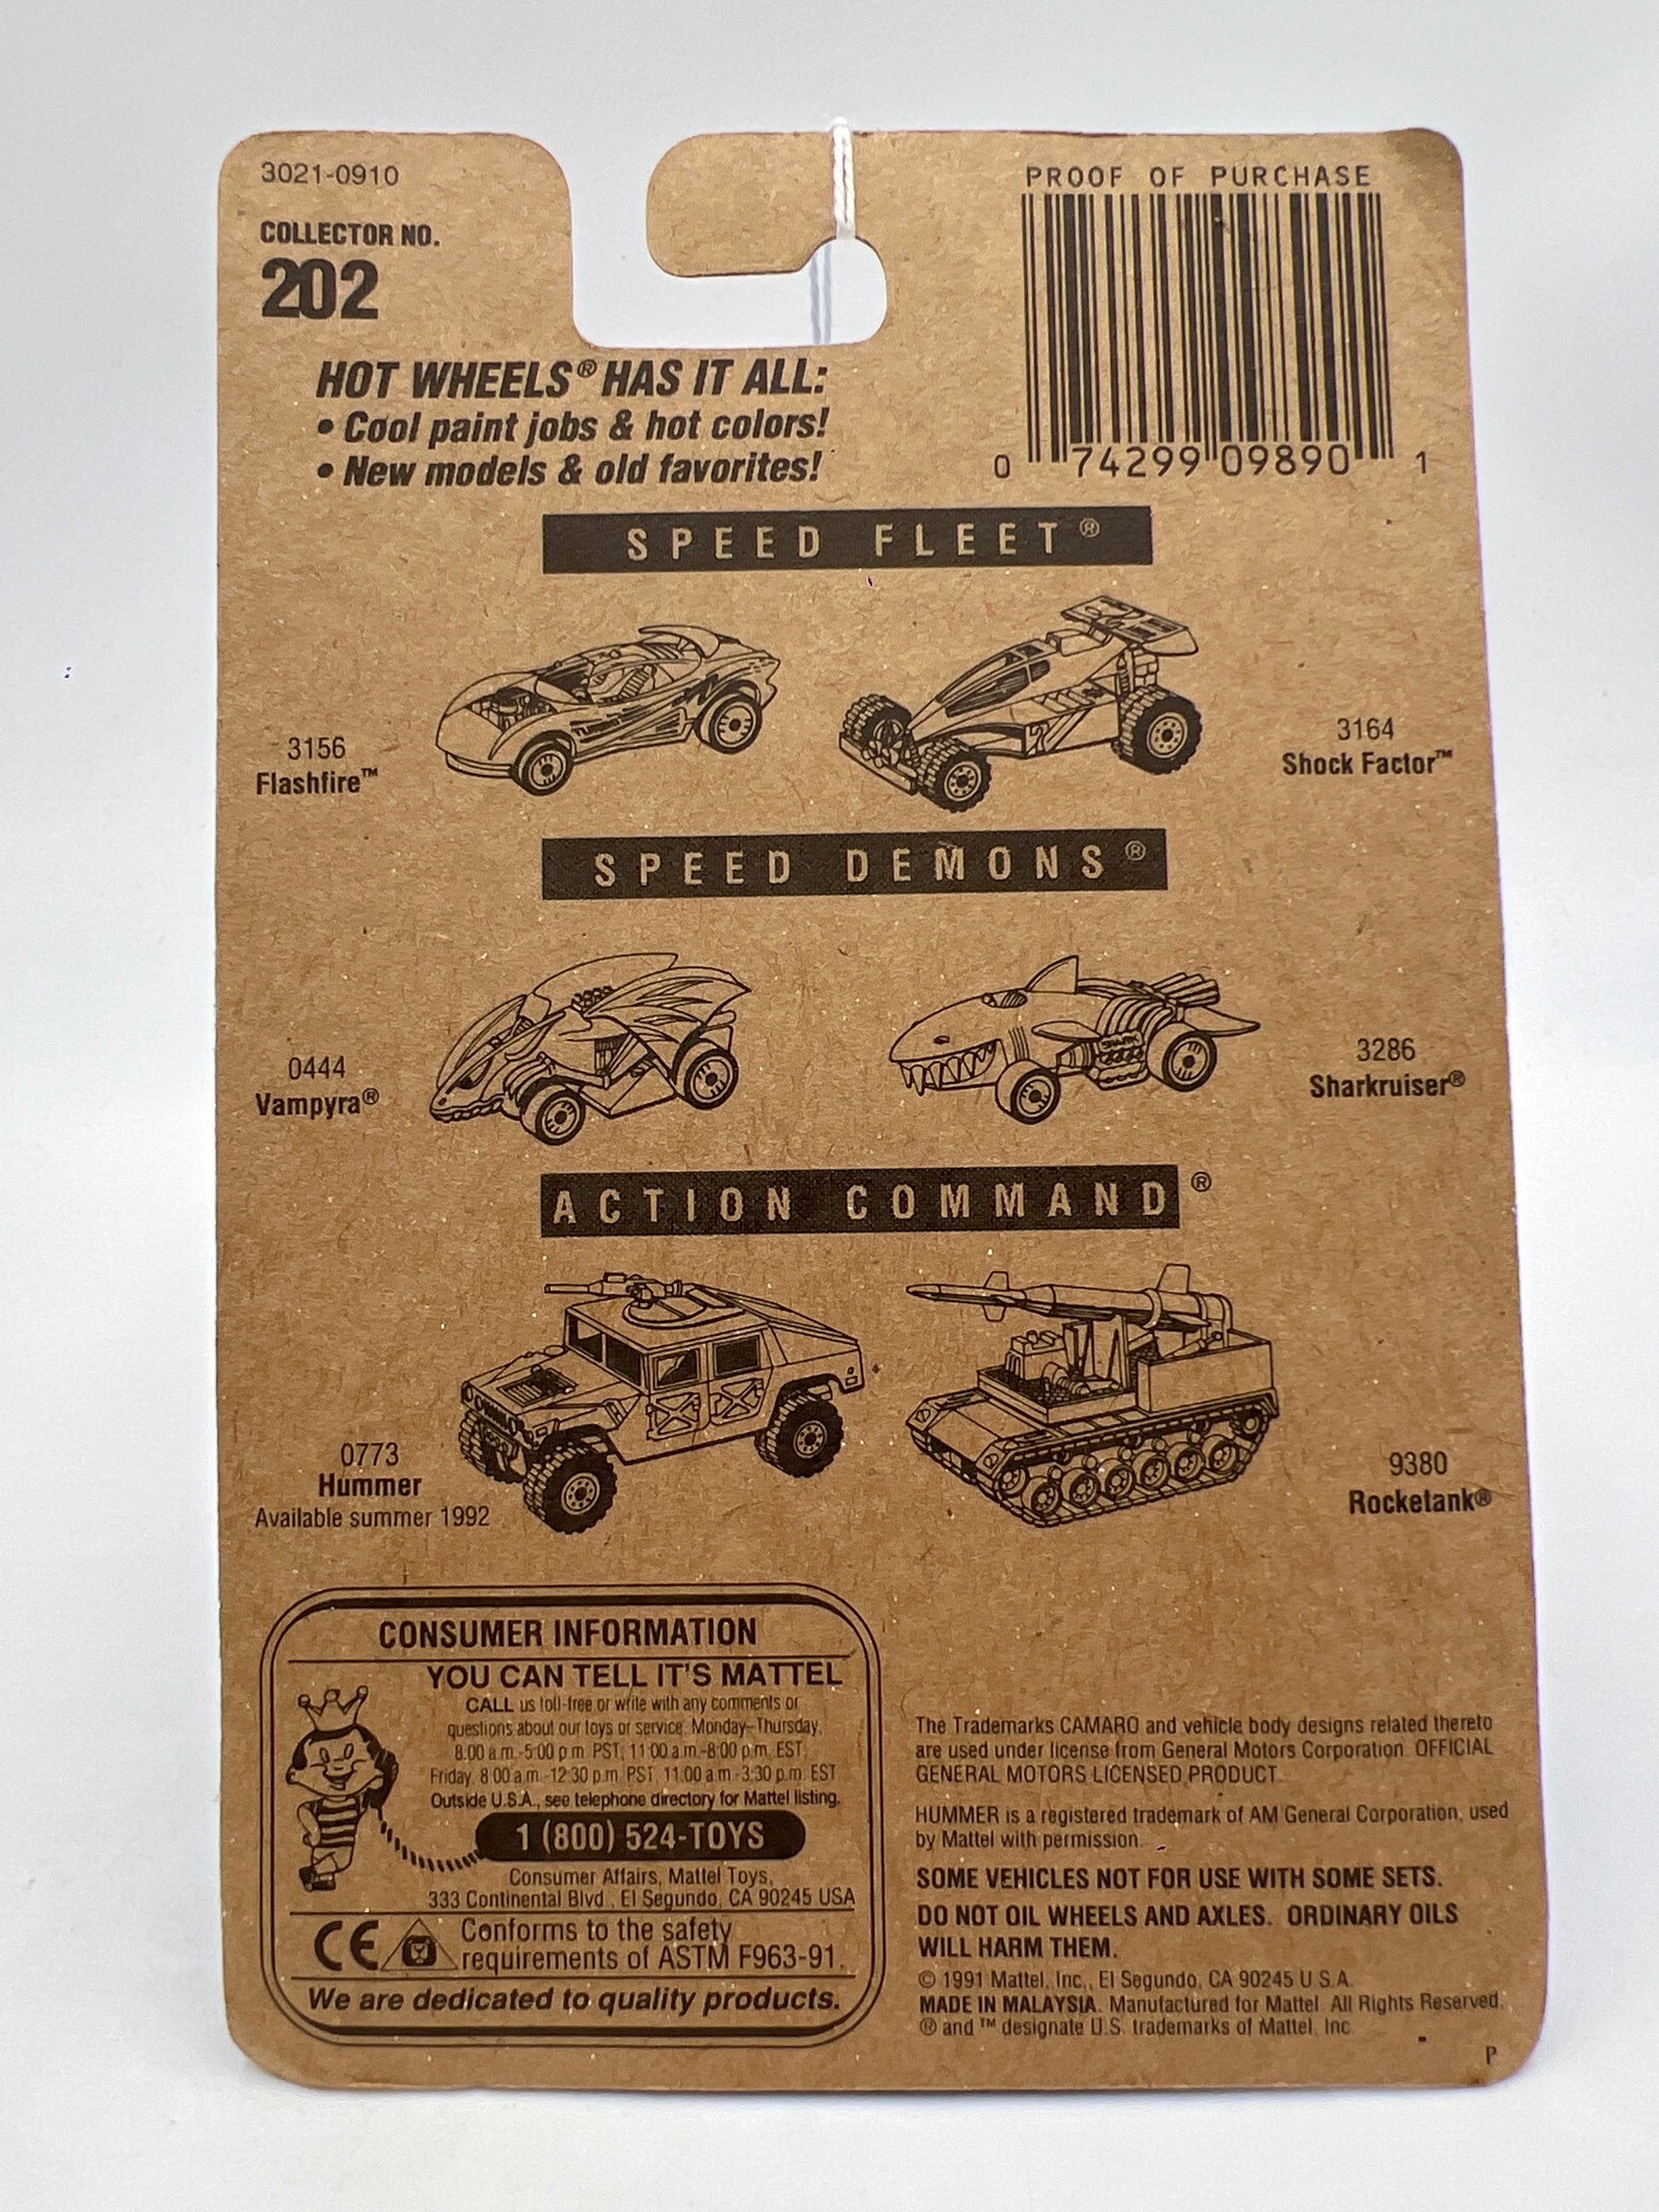 3021-0910
COLLECTOR NO.
202
PROOF OF PURCHASE
0 74299 09890 1
HOT WHEELS® HAS IT ALL:
• Cool paint jobs & hot colors!
• New models & old favorites!
SPEED FLEET®
3156
Flashfire™
3164
Shock Factor™
SPEED DEMONS®
0444
Vampyra®
3286
Sharkruiser®
ACTION COMMAND®
0773
Hummer
Available summer 1992
9380
Rocketank®
CONSUMER INFORMATION
YOU CAN TELL IT'S MATTEL
CALL us toll-free or write with any comments or
questions about our toys or service. Monday–Thursday,
8:00 a.m.-5:00 p.m. PST, 11:00 a.m.-8:00 p.m. EST.
Friday, 8:00 a.m.-12:30 p.m. PST, 11:00 a.m.-3:30 p.m. EST
Outside U.S.A., see telephone directory for Mattel listing.
1 (800) 524-TOYS
Consumer Affairs, Mattel Toys,
333 Continental Blvd., El Segundo, CA 90245 USA
CE
Conforms to the safety
requirements of ASTM F963-91.
We are dedicated to quality products.
The Trademarks CAMARO and vehicle body designs related thereto
are used under license from General Motors Corporation. OFFICIAL
GENERAL MOTORS LICENSED PRODUCT.
HUMMER is a registered trademark of AM General Corporation, used
by Mattel with permission.
SOME VEHICLES NOT FOR USE WITH SOME SETS.
DO NOT OIL WHEELS AND AXLES. ORDINARY OILS
WILL HARM THEM.
© 1991 Mattel, Inc., El Segundo, CA 90245 U.S.A.
MADE IN MALAYSIA. Manufactured for Mattel. All Rights Reserved.
® and ™ designate U.S. trademarks of Mattel, Inc.
P